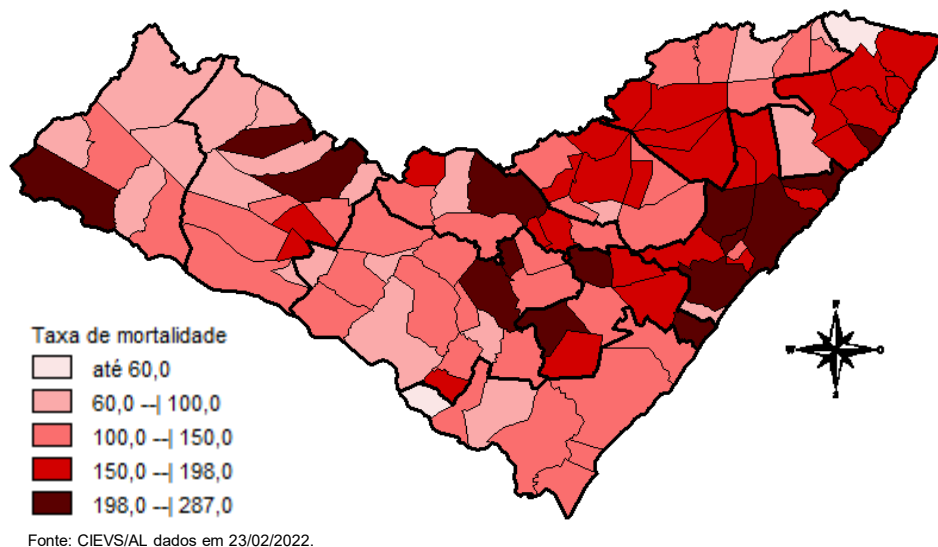 Taxa de mortalidade
até 60,0
60,0 --| 100,0
100,0 --| 150,0
150,0 --| 198,0
198,0 --| 287,0
Fonte: CIEVS/AL dados em 23/02/2022.